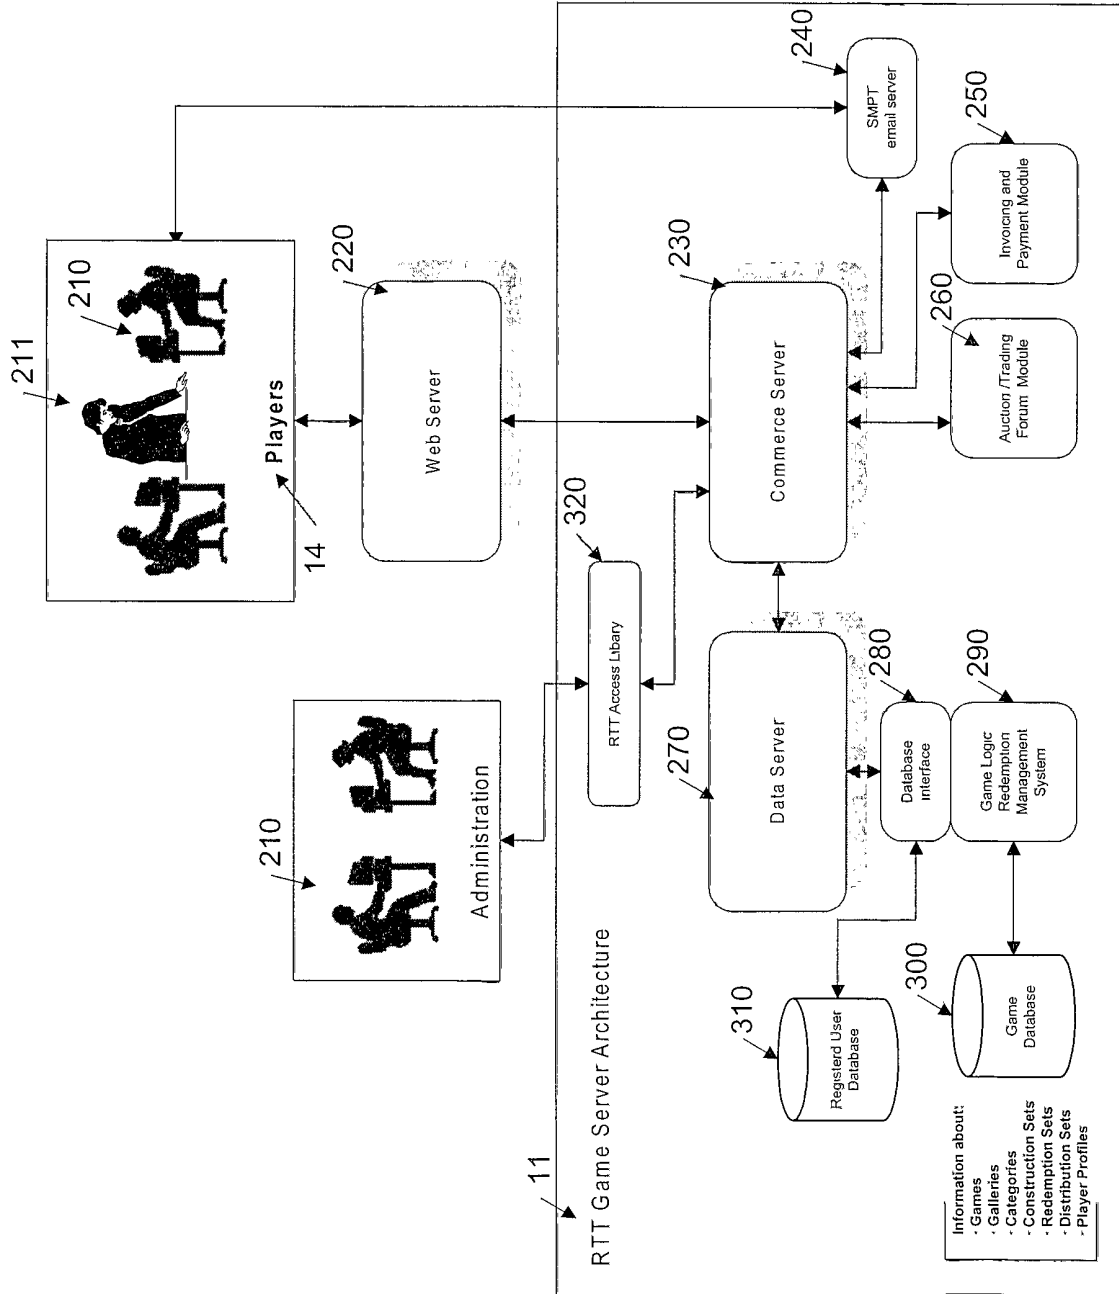 211
210
Players
14
240
SMPT
email server
220
Web Server
210
Administration
320
RTT Access Libary
230
Commerce Server
250
Invoicing and
Payment Module
260
Auction /Trading
Forum Module
270
Data Server
280
Database
interface
290
Game Logic
Redemption
Management
System
11
RTT Game Server Architecture
310
Registerd User
Database
300
Game
Database
Information about:
- Games
- Galleries
- Categories
- Construction Sets
- Redemption Sets
- Distribution Sets
- Player Profiles